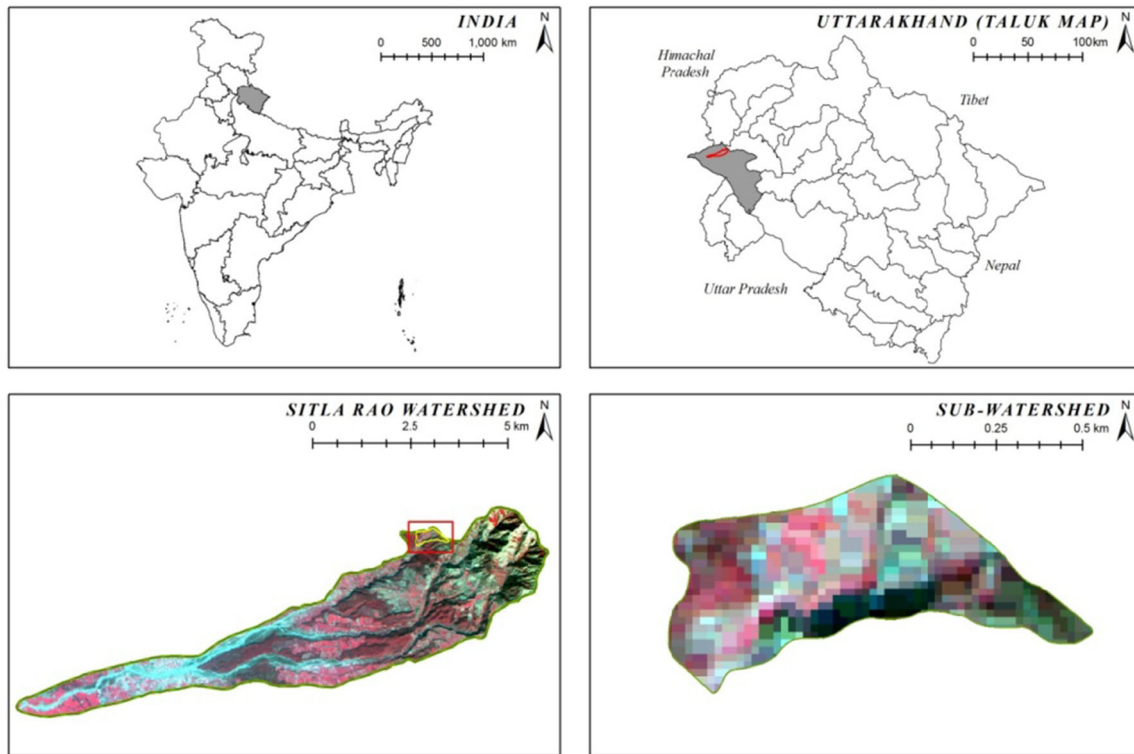 INDIA
N
0 500 1,000 km
UTTARAKHAND (TALUK MAP)
N
0 50 100km
Himachal
Pradesh
Tibet
Nepal
Uttar Pradesh
SITLA RAO WATERSHED
N
0 2.5 5 km
SUB-WATERSHED
N
0 0.25 0.5 km